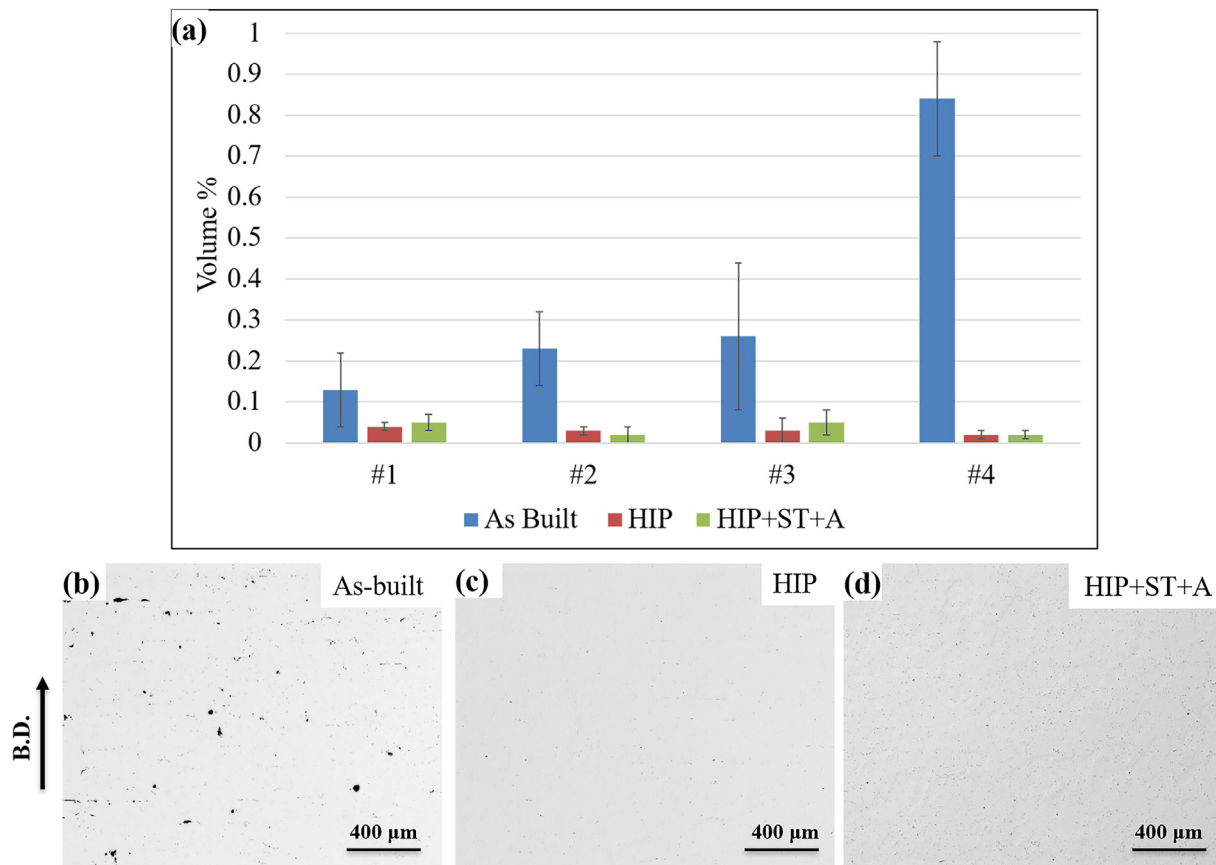 (a)
1
0.9
0.8
0.7
0.6
0.5
0.4
0.3
0.2
0.1
0
Volume %
#1 #2 #3 #4
As Built HIP HIP+ST+A
(b) As-built
(c) HIP
(d) HIP+ST+A
B.D.
400 μm
400 μm
400 μm